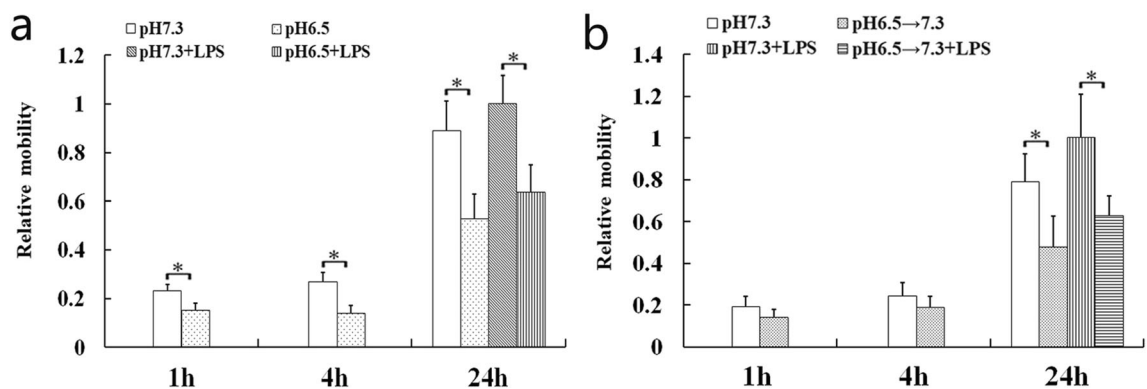 a
pH7.3 pH6.5
pH7.3+LPS pH6.5+LPS
Relative mobility
1.2
1
0.8
0.6
0.4
0.2
0
* * * *
1h 4h 24h
b
pH7.3 pH6.5→7.3
pH7.3+LPS pH6.5→7.3+LPS
Relative mobility
1.4
1.2
1
0.8
0.6
0.4
0.2
0
* *
1h 4h 24h